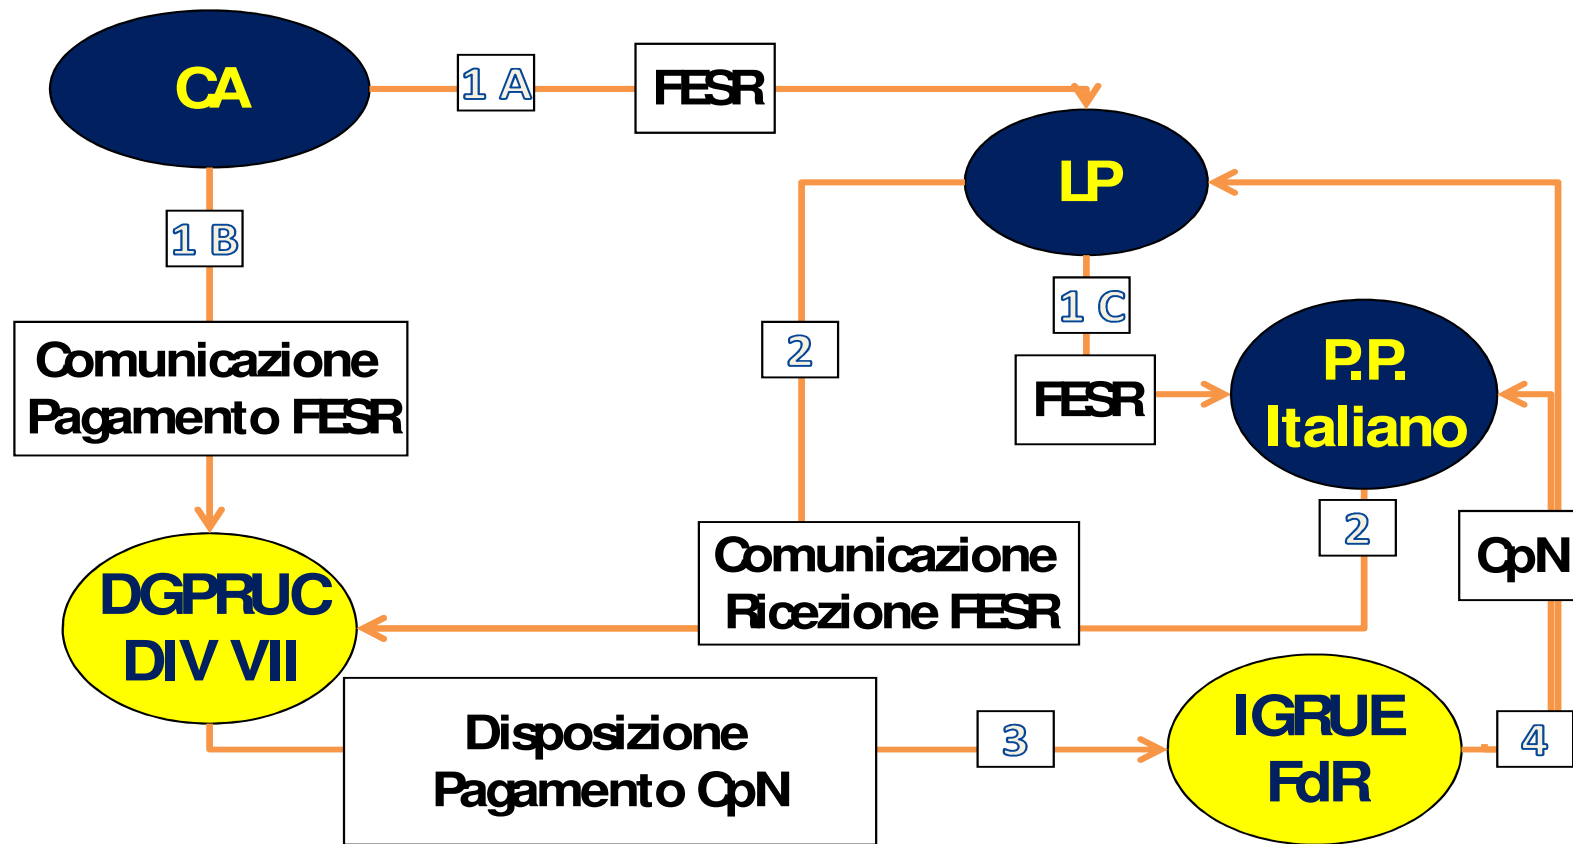 CA
1 A
FESR
LP
1 B
1 C
Comunicazione
Pagamento FESR
2
FESR
P.P.
Italiano
2
CpN
Comunicazione
Ricezione FESR
DGPRUC
DIV VII
Disposizione
Pagamento CpN
3
IGRUE
FdR
4